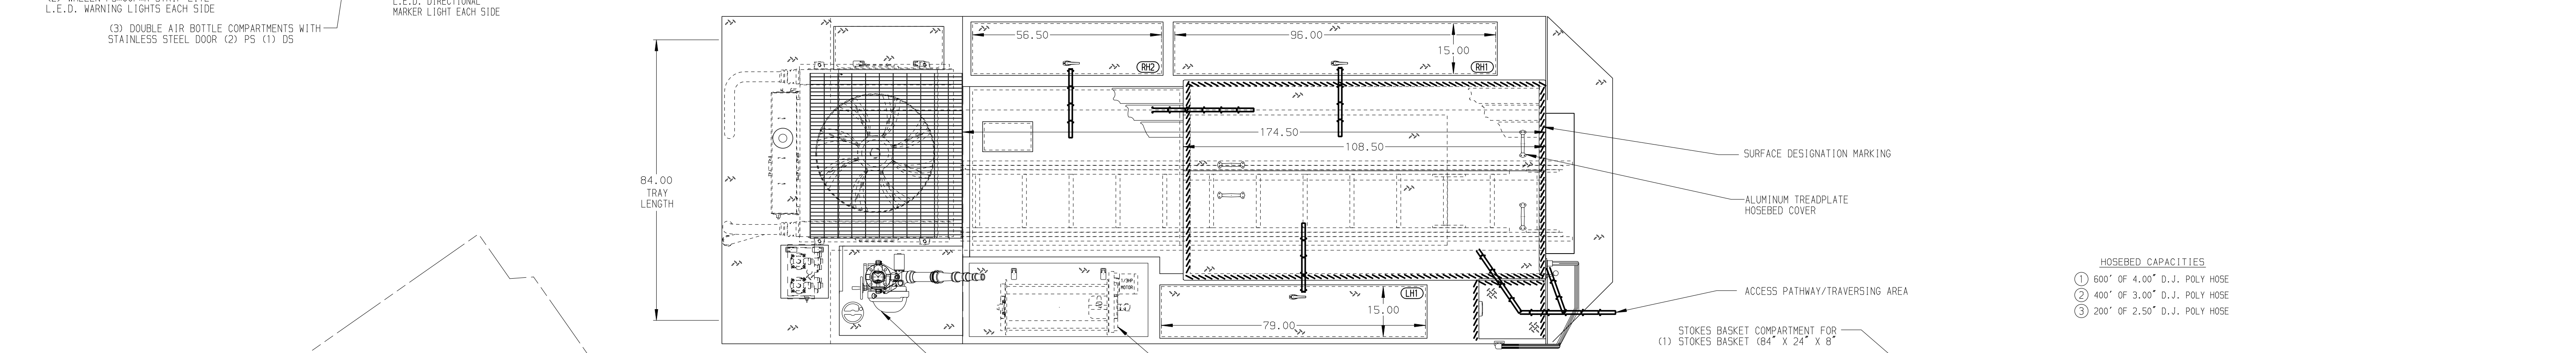 L.E.D. WARNING LIGHTS EACH SIDE
L.E.D. DIRECTIONAL
MARKER LIGHT EACH SIDE
(3) DOUBLE AIR BOTTLE COMPARTMENTS WITH
STAINLESS STEEL DOOR (2) PS (1) DS
84.00
TRAY
LENGTH
56.50
RH2
96.00
15.00
RH1
174.50
108.50
1/3HP
MOTOR
LH1
15.00
79.00
SURFACE DESIGNATION MARKING
ALUMINUM TREADPLATE
HOSEBED COVER
ACCESS PATHWAY/TRAVERSING AREA
STOKES BASKET COMPARTMENT FOR
(1) STOKES BASKET (84" X 24" X 8"
HOSEBED CAPACITIES
1 600' OF 4.00" D.J. POLY HOSE
2 400' OF 3.00" D.J. POLY HOSE
3 200' OF 2.50" D.J. POLY HOSE